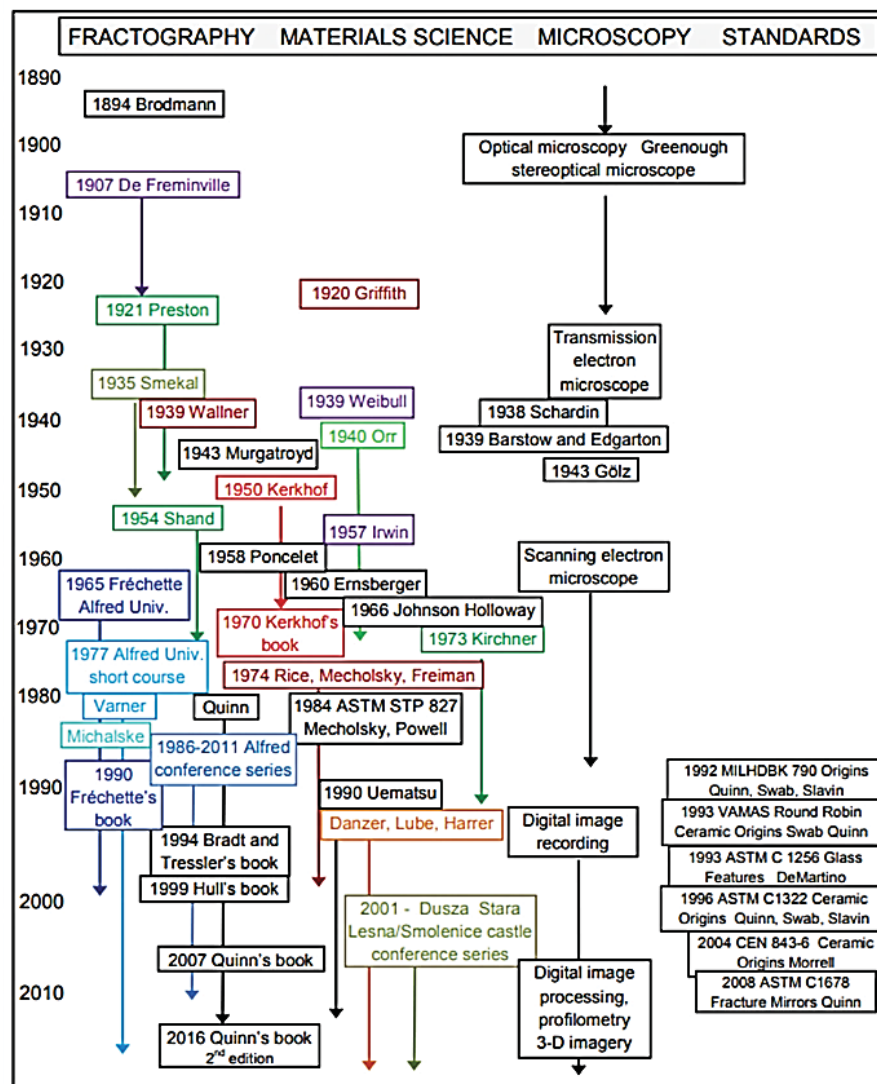 FRACTOGRAPHY MATERIALS SCIENCE MICROSCOPY STANDARDS
1890
1894 Brodmann
1900
Optical microscopy Greenough
stereoptical microscope
1907 De Freminville
1910
1920
1920 Griffith
1921 Preston
1930
Transmission
electron
microscope
1935 Smekal
1939 Wallner
1939 Weibull
1938 Schardin
1940
1940 Orr
1939 Barstow and Edgarton
1943 Murgatroyd
1943 Gölz
1950
1950 Kerkhof
1954 Shand
1957 Irwin
1960
1958 Poncelet
Scanning electron
microscope
1965 Fréchette
Alfred Univ.
1960 Ernsberger
1966 Johnson Holloway
1970
1970 Kerkhof's
book
1973 Kirchner
1977 Alfred Univ.
short course
1974 Rice, Mecholsky, Freiman
1980
Varner
Quinn
1984 ASTM STP 827
Mecholsky, Powell
Michalske
1986-2011 Alfred
conference series
1990
1990
Fréchette's
book
1990 Uematsu
1992 MILHDBK 790 Origins
Quinn, Swab, Slavin
Danzer, Lube, Harrer
Digital image
recording
1993 VAMAS Round Robin
Ceramic Origins Swab Quinn
1994 Bradt and
Tressler's book
1993 ASTM C 1256 Glass
Features DeMartino
1999 Hull's book
2000
1996 ASTM C1322 Ceramic
Origins Quinn, Swab, Slavin
2001 - Dusza Stara
Lesna/Smolenice castle
conference series
2004 CEN 843-6 Ceramic
Origins Morrell
2007 Quinn's book
2010
Digital image
processing,
profilometry
3-D imagery
2008 ASTM C1678
Fracture Mirrors Quinn
2016 Quinn's book
2nd edition